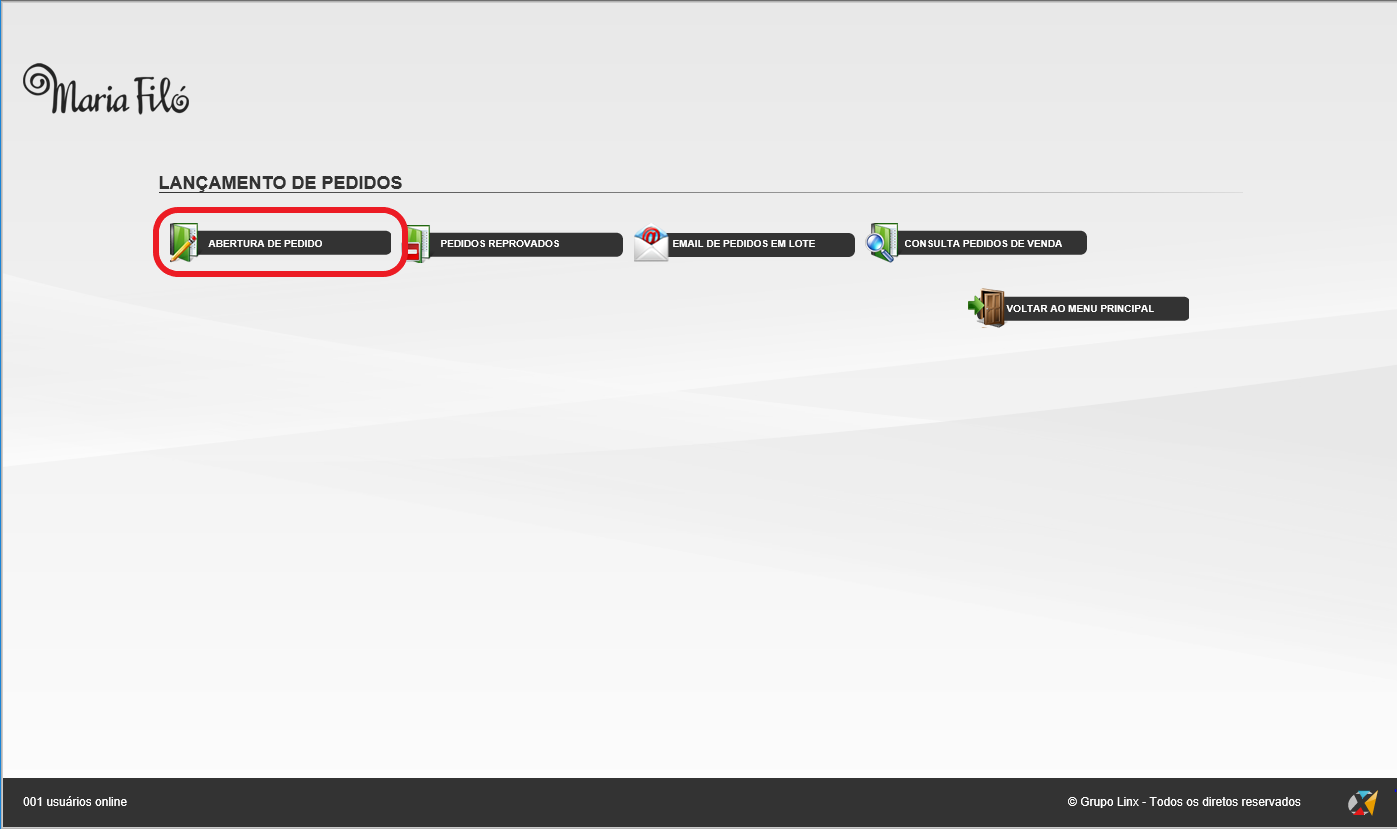 Maria Filó
LANÇAMENTO DE PEDIDOS
ABERTURA DE PEDIDO
PEDIDOS REPROVADOS
EMAIL DE PEDIDOS EM LOTE
CONSULTA PEDIDOS DE VENDA
VOLTAR AO MENU PRINCIPAL
001 usuários online
© Grupo Linx - Todos os diretos reservados